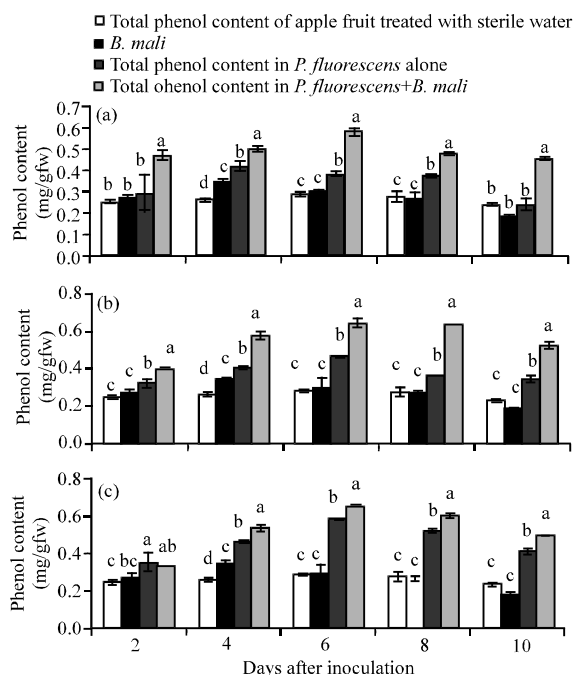 Total phenol content of apple fruit treated with sterile water
B. mali
Total phenol content in P. fluorescens alone
Total ohenol content in P. fluorescens+B. mali
(a)
Phenol content
(mg/gfw)
0.7
0.6
0.5
0.4
0.3
0.2
0.1
0.0
b b b a
d c b a
c c b a
c c b a
b b b a
(b)
Phenol content
(mg/gfw)
0.8
0.6
0.4
0.2
0.0
c c b a
d c b a
c c b a
c c b a
c c b a
(c)
Phenol content
(mg/gfw)
0.8
0.6
0.4
0.2
0.0
c bc a ab
d c b a
c c b a
c c b a
c c b a
2 4 6 8 10
Days after inoculation